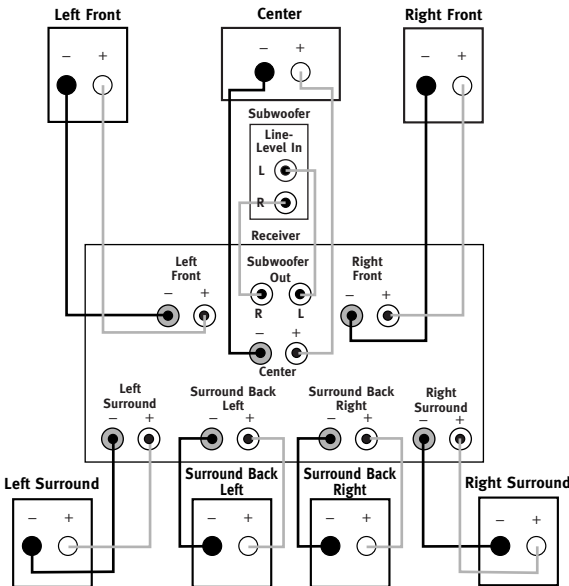 Left Front
Center
Right Front
− +
− +
− +
Subwoofer
Line-
Level In
L
R
Receiver
Left
Front
Subwoofer
Out
Right
Front
− +
R L
− +
− +
Center
Left
Surround
Surround Back
Left
Surround Back
Right
Right
Surround
− +
− +
− +
− +
Left Surround
Surround Back
Left
Surround Back
Right
Right Surround
− +
− +
− +
− +